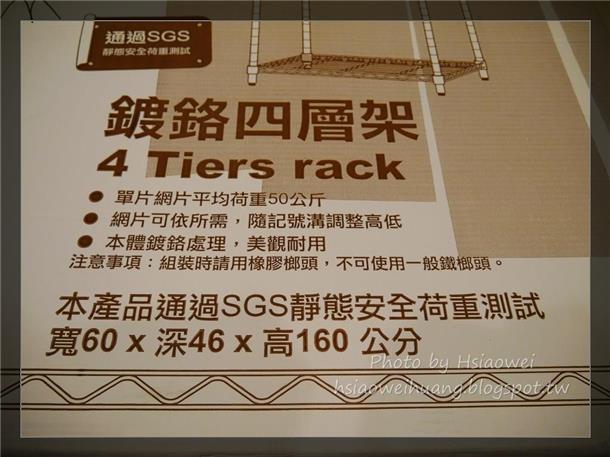 通過SGS
靜態安全荷重測試
鍍鉻四層架
4 Tiers rack
● 單片網片平均荷重50公斤
● 網片可依所需，隨記號溝調整高低
● 本體鍍鉻處理，美觀耐用
注意事項：組裝時請用橡膠榔頭，不可使用一般鐵榔頭。
本產品通過SGS靜態安全荷重測試
寬60 x 深46 x 高160 公分
Photo by Hsiaowei
hsiaoweihuang.blogspot.tw